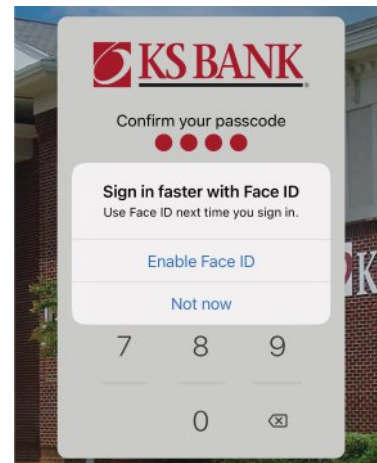 KS BANK
Confirm your passcode
Sign in faster with Face ID
Use Face ID next time you sign in.
Enable Face ID
Not now
7 8 9
0
K